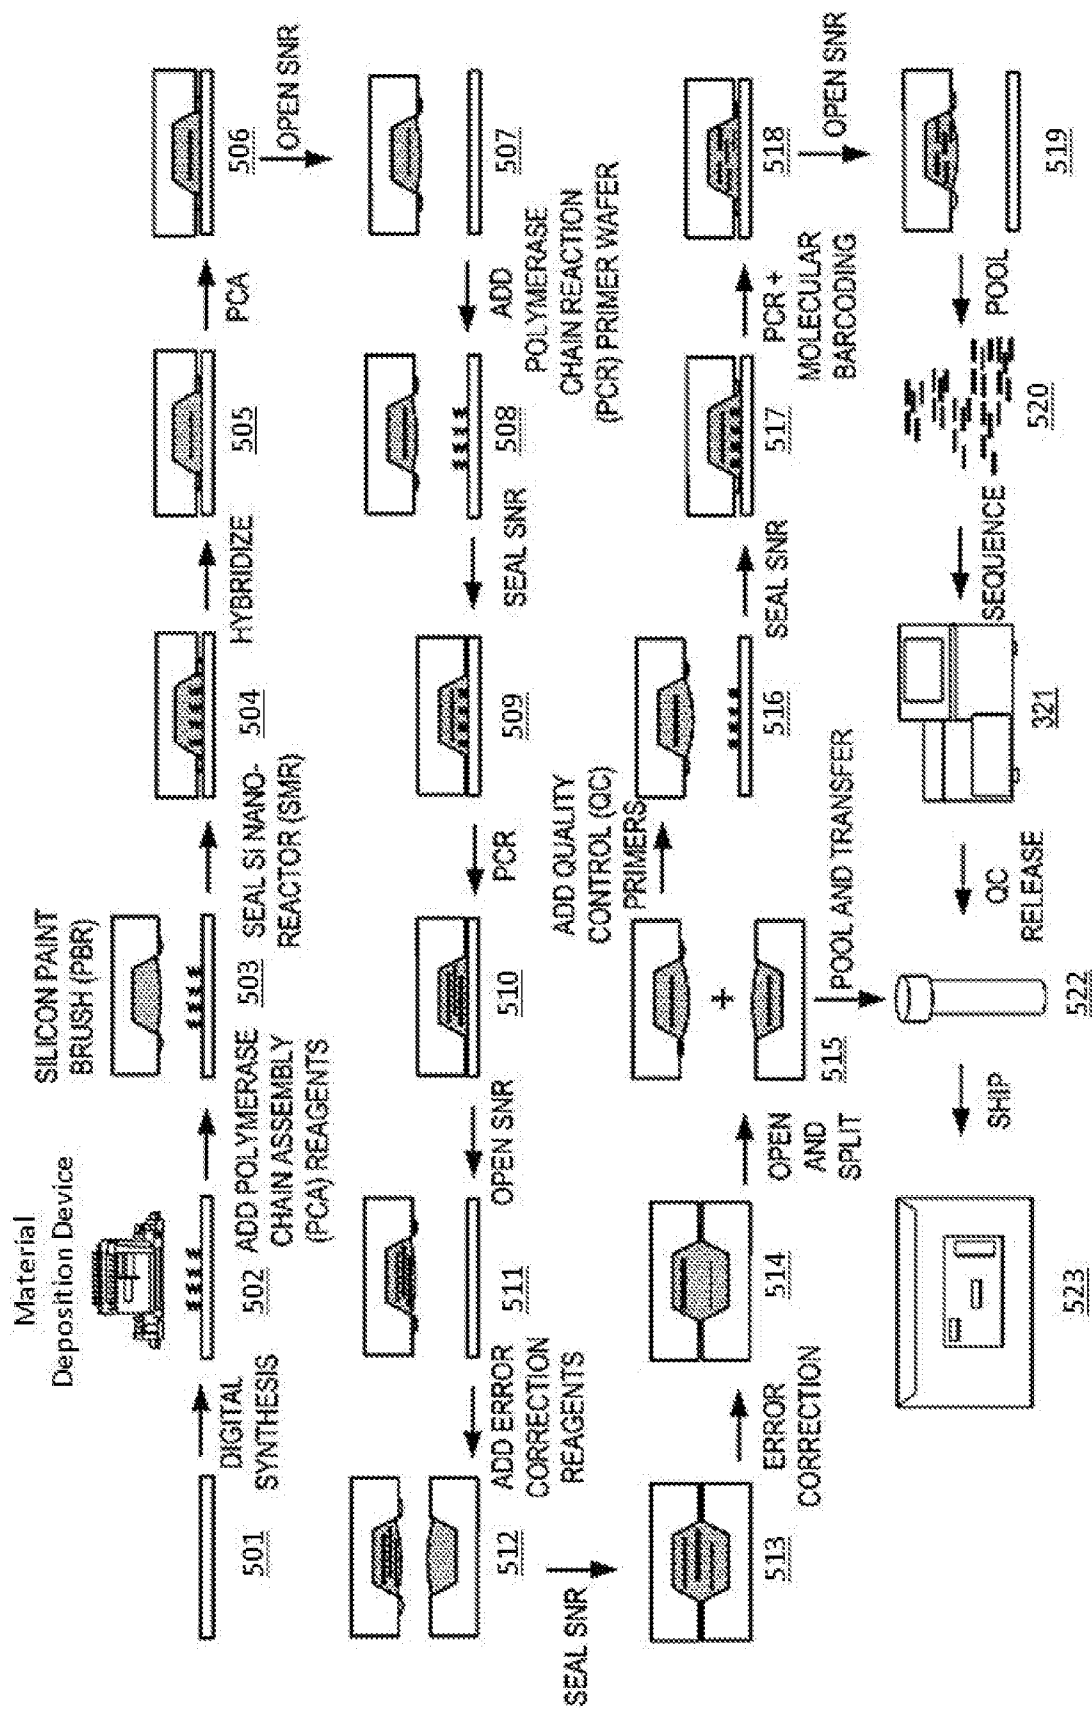 Material
Deposition Device
SILICON PAINT
BRUSH (PBR)
501
DIGITAL
SYNTHESIS
502
ADD POLYMERASE
CHAIN ASSEMBLY
(PCA) REAGENTS
503
SEAL SI NANO-
REACTOR (SMR)
504
HYBRIDIZE
505
PCA
506
OPEN SNR
507
ADD
POLYMERASE
CHAIN REACTION
(PCR) PRIMER WAFER
508
SEAL SNR
509
PCR
510
OPEN SNR
511
ADD ERROR
CORRECTION
REAGENTS
512
SEAL SNR
513
ERROR
CORRECTION
514
OPEN
AND
SPLIT
+
515
ADD QUALITY
CONTROL (QC)
PRIMERS
516
SEAL SNR
517
PCR +
MOLECULAR
BARCODING
518
OPEN SNR
519
POOL
520
SEQUENCE
321
QC
RELEASE
POOL AND TRANSFER
522
SHIP
523